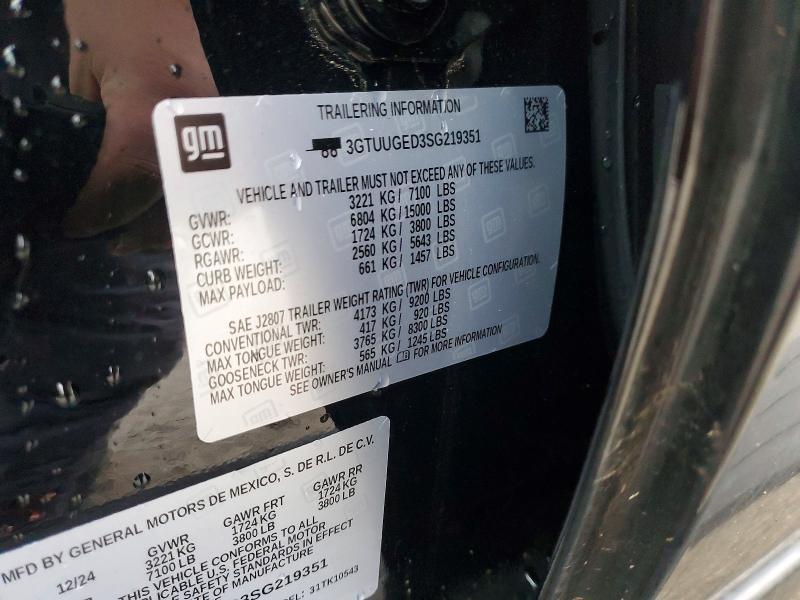 gm
TRAILERING INFORMATION
3GTUUGED3SG219351
VEHICLE AND TRAILER MUST NOT EXCEED ANY OF THESE VALUES.
GVWR: 3221 KG/ 7100 LBS
GCWR: 6804 KG/15000 LBS
RGAWR: 1724 KG/ 3800 LBS
CURB WEIGHT: 2560 KG/ 5643 LBS
MAX PAYLOAD: 661 KG/ 1457 LBS
SAE J2807 TRAILER WEIGHT RATING (TWR) FOR VEHICLE CONFIGURATION.
CONVENTIONAL TWR: 4173 KG/ 9200 LBS
MAX TONGUE WEIGHT: 417 KG/ 920 LBS
GOOSENECK TWR: 3765 KG/ 8300 LBS
MAX TONGUE WEIGHT: 565 KG/ 1245 LBS
SEE OWNER'S MANUAL FOR MORE INFORMATION
MFD BY GENERAL MOTORS DE MEXICO, S. DE R.L. DE C.V.
GVWR GAWR FRT GAWR RR
12/24 3221 KG 1724 KG 1724 KG
7100 LB 3800 LB 3800 LB
THIS VEHICLE CONFORMS TO ALL
U.S. FEDERAL MOTOR
SAFETY STANDARDS IN EFFECT
OF MANUFACTURE
D3SG219351
31TK10543